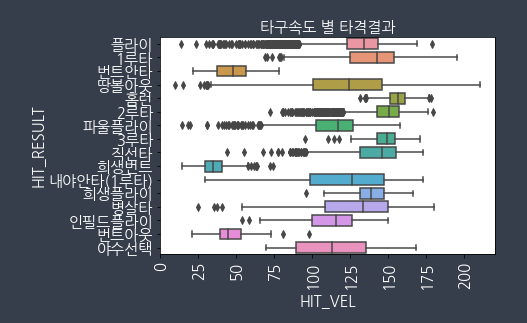 타구속도 별 타격결과
HIT_RESULT
플라이
1루타
번트안타
땅볼아웃
홈런
2루타
파울플라이
3루타
직선타
희생번트
내야안타(1루타)
희생플라이
병살타
인필드플라이
번트아웃
야수선택
0
25
50
75
100
125
150
175
200
HIT_VEL